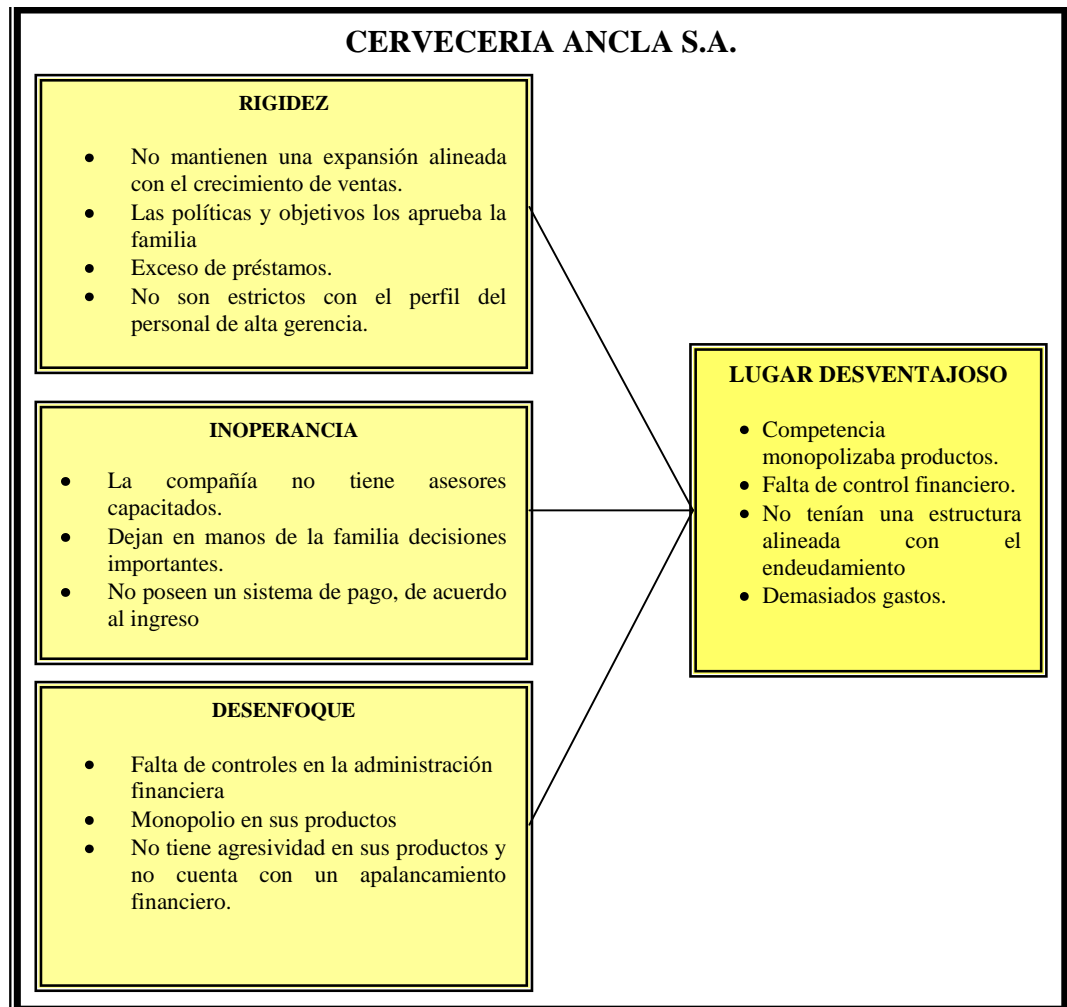 CERVECERIA ANCLA S.A.
RIGIDEZ
● No mantienen una expansión alineada
con el crecimiento de ventas.
● Las políticas y objetivos los aprueba la
familia
● Exceso de préstamos.
● No son estrictos con el perfil del
personal de alta gerencia.
INOPERANCIA
● La compañía no tiene asesores
capacitados.
● Dejan en manos de la familia decisiones
importantes.
● No poseen un sistema de pago, de acuerdo
al ingreso
DESENFOQUE
● Falta de controles en la administración
financiera
● Monopolio en sus productos
● No tiene agresividad en sus productos y
no cuenta con un apalancamiento
financiero.
LUGAR DESVENTAJOSO
● Competencia
monopolizaba productos.
● Falta de control financiero.
● No tenían una estructura
alineada con el
endeudamiento
● Demasiados gastos.